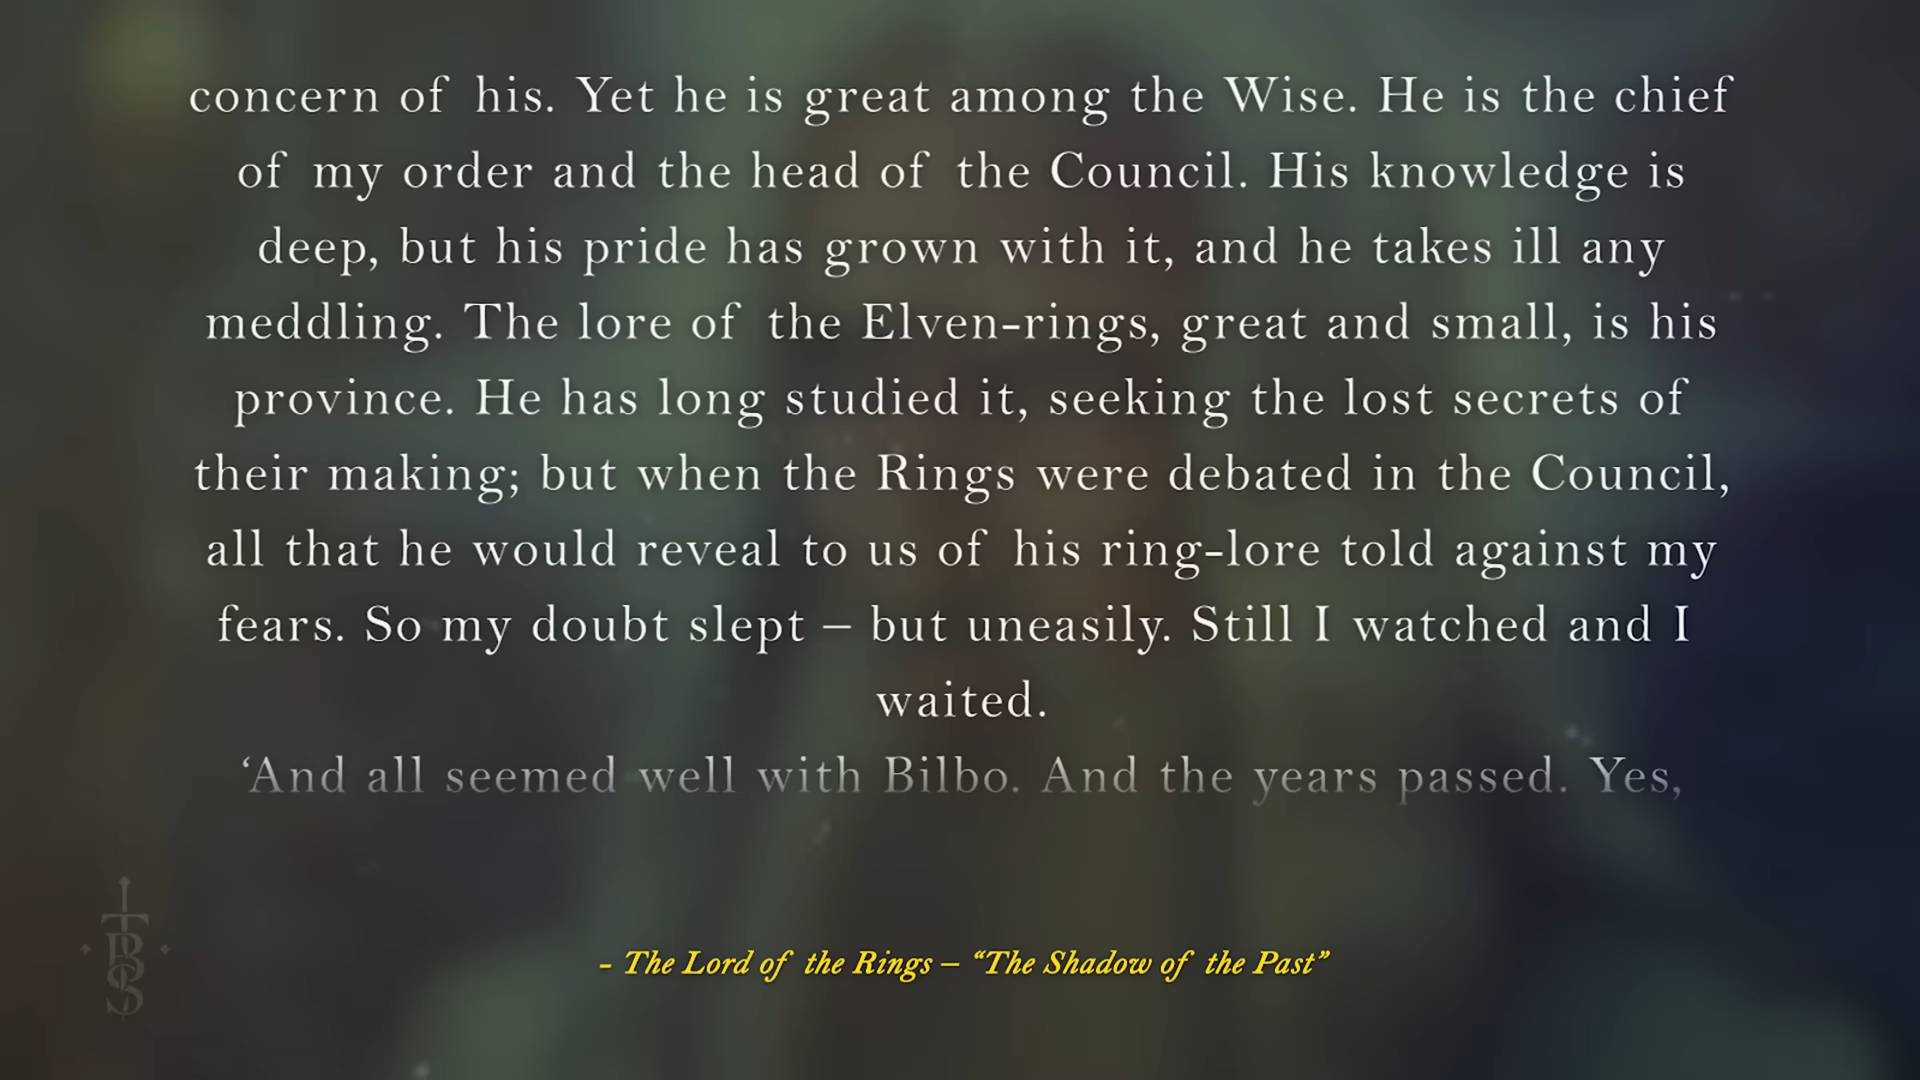 concern of his. Yet he is great among the Wise. He is the chief
of my order and the head of the Council. His knowledge is
deep, but his pride has grown with it, and he takes ill any
meddling. The lore of the Elven-rings, great and small, is his
province. He has long studied it, seeking the lost secrets of
their making; but when the Rings were debated in the Council,
all that he would reveal to us of his ring-lore told against my
fears. So my doubt slept – but uneasily. Still I watched and I
waited.
‘And all seemed well with Bilbo. And the years passed. Yes,
- The Lord of the Rings – “The Shadow of the Past”
TBS